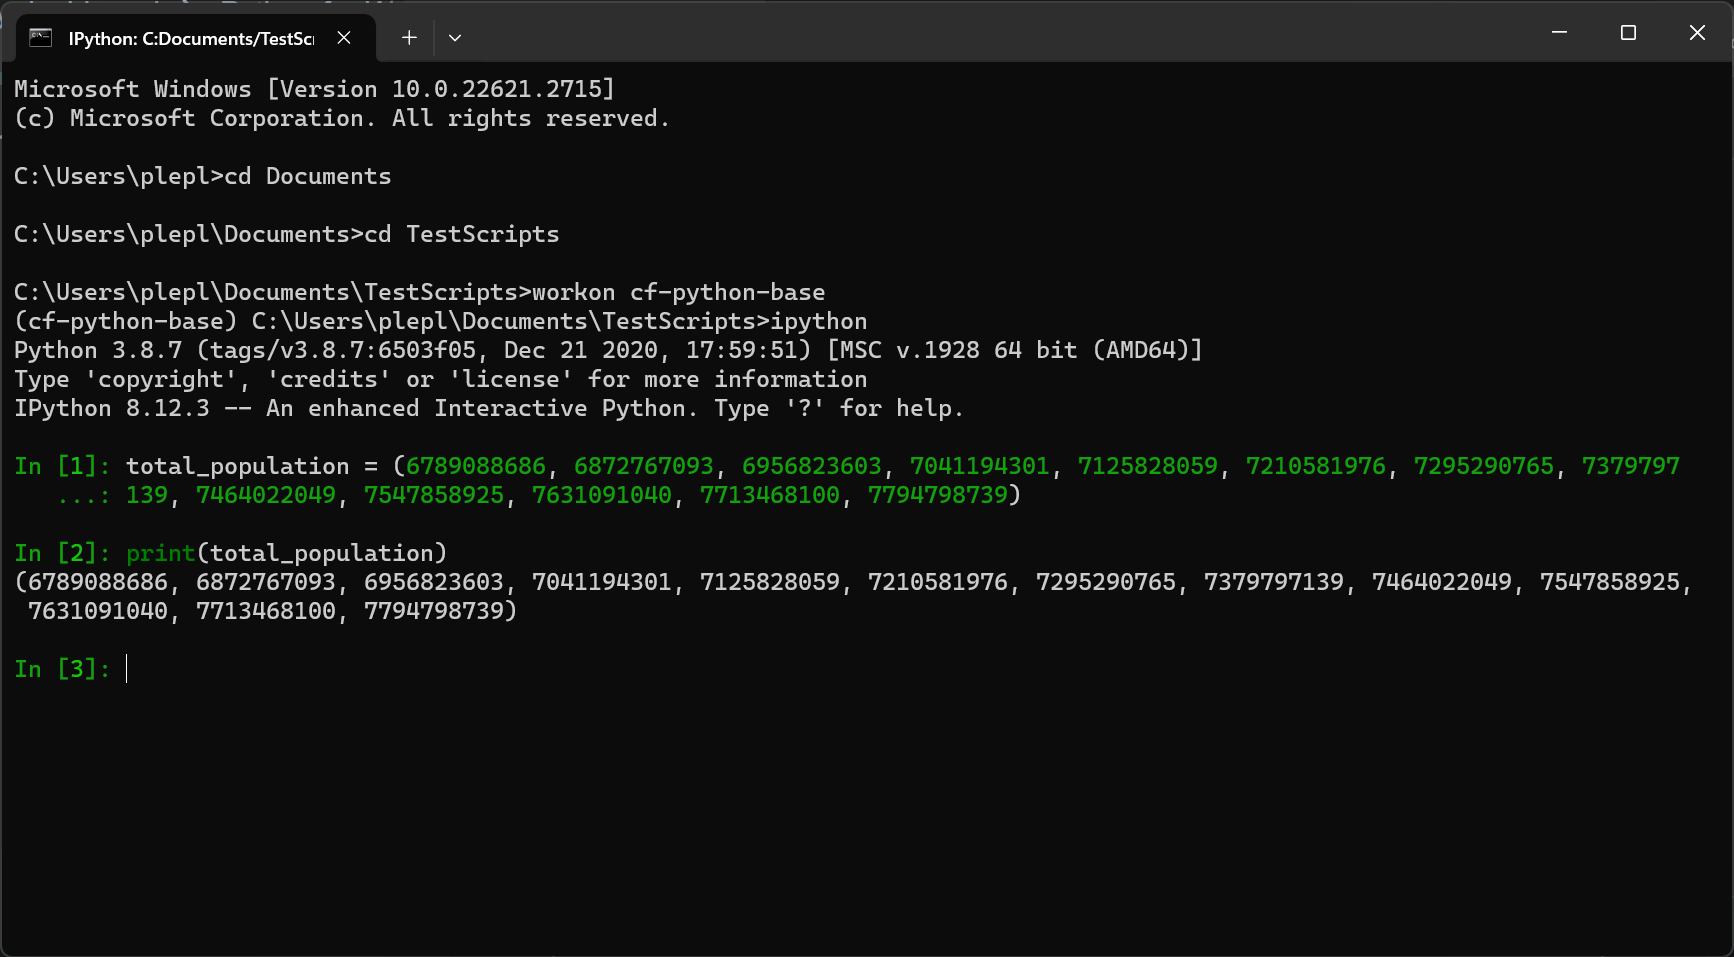 IPython: C:Documents/TestScr
Microsoft Windows [Version 10.0.22621.2715]
(c) Microsoft Corporation. All rights reserved.
C:\Users\plepl>cd Documents
C:\Users\plepl\Documents>cd TestScripts
C:\Users\plepl\Documents\TestScripts>workon cf-python-base
(cf-python-base) C:\Users\plepl\Documents\TestScripts>ipython
Python 3.8.7 (tags/v3.8.7:6503f05, Dec 21 2020, 17:59:51) [MSC v.1928 64 bit (AMD64)]
Type 'copyright', 'credits' or 'license' for more information
IPython 8.12.3 -- An enhanced Interactive Python. Type '?' for help.
In [1]: total_population = (6789088686, 6872767093, 6956823603, 7041194301, 7125828059, 7210581976, 7295290765, 7379797
   ...: 139, 7464022049, 7547858925, 7631091040, 7713468100, 7794798739)
In [2]: print(total_population)
(6789088686, 6872767093, 6956823603, 7041194301, 7125828059, 7210581976, 7295290765, 7379797139, 7464022049, 7547858925,
 7631091040, 7713468100, 7794798739)
In [3]: